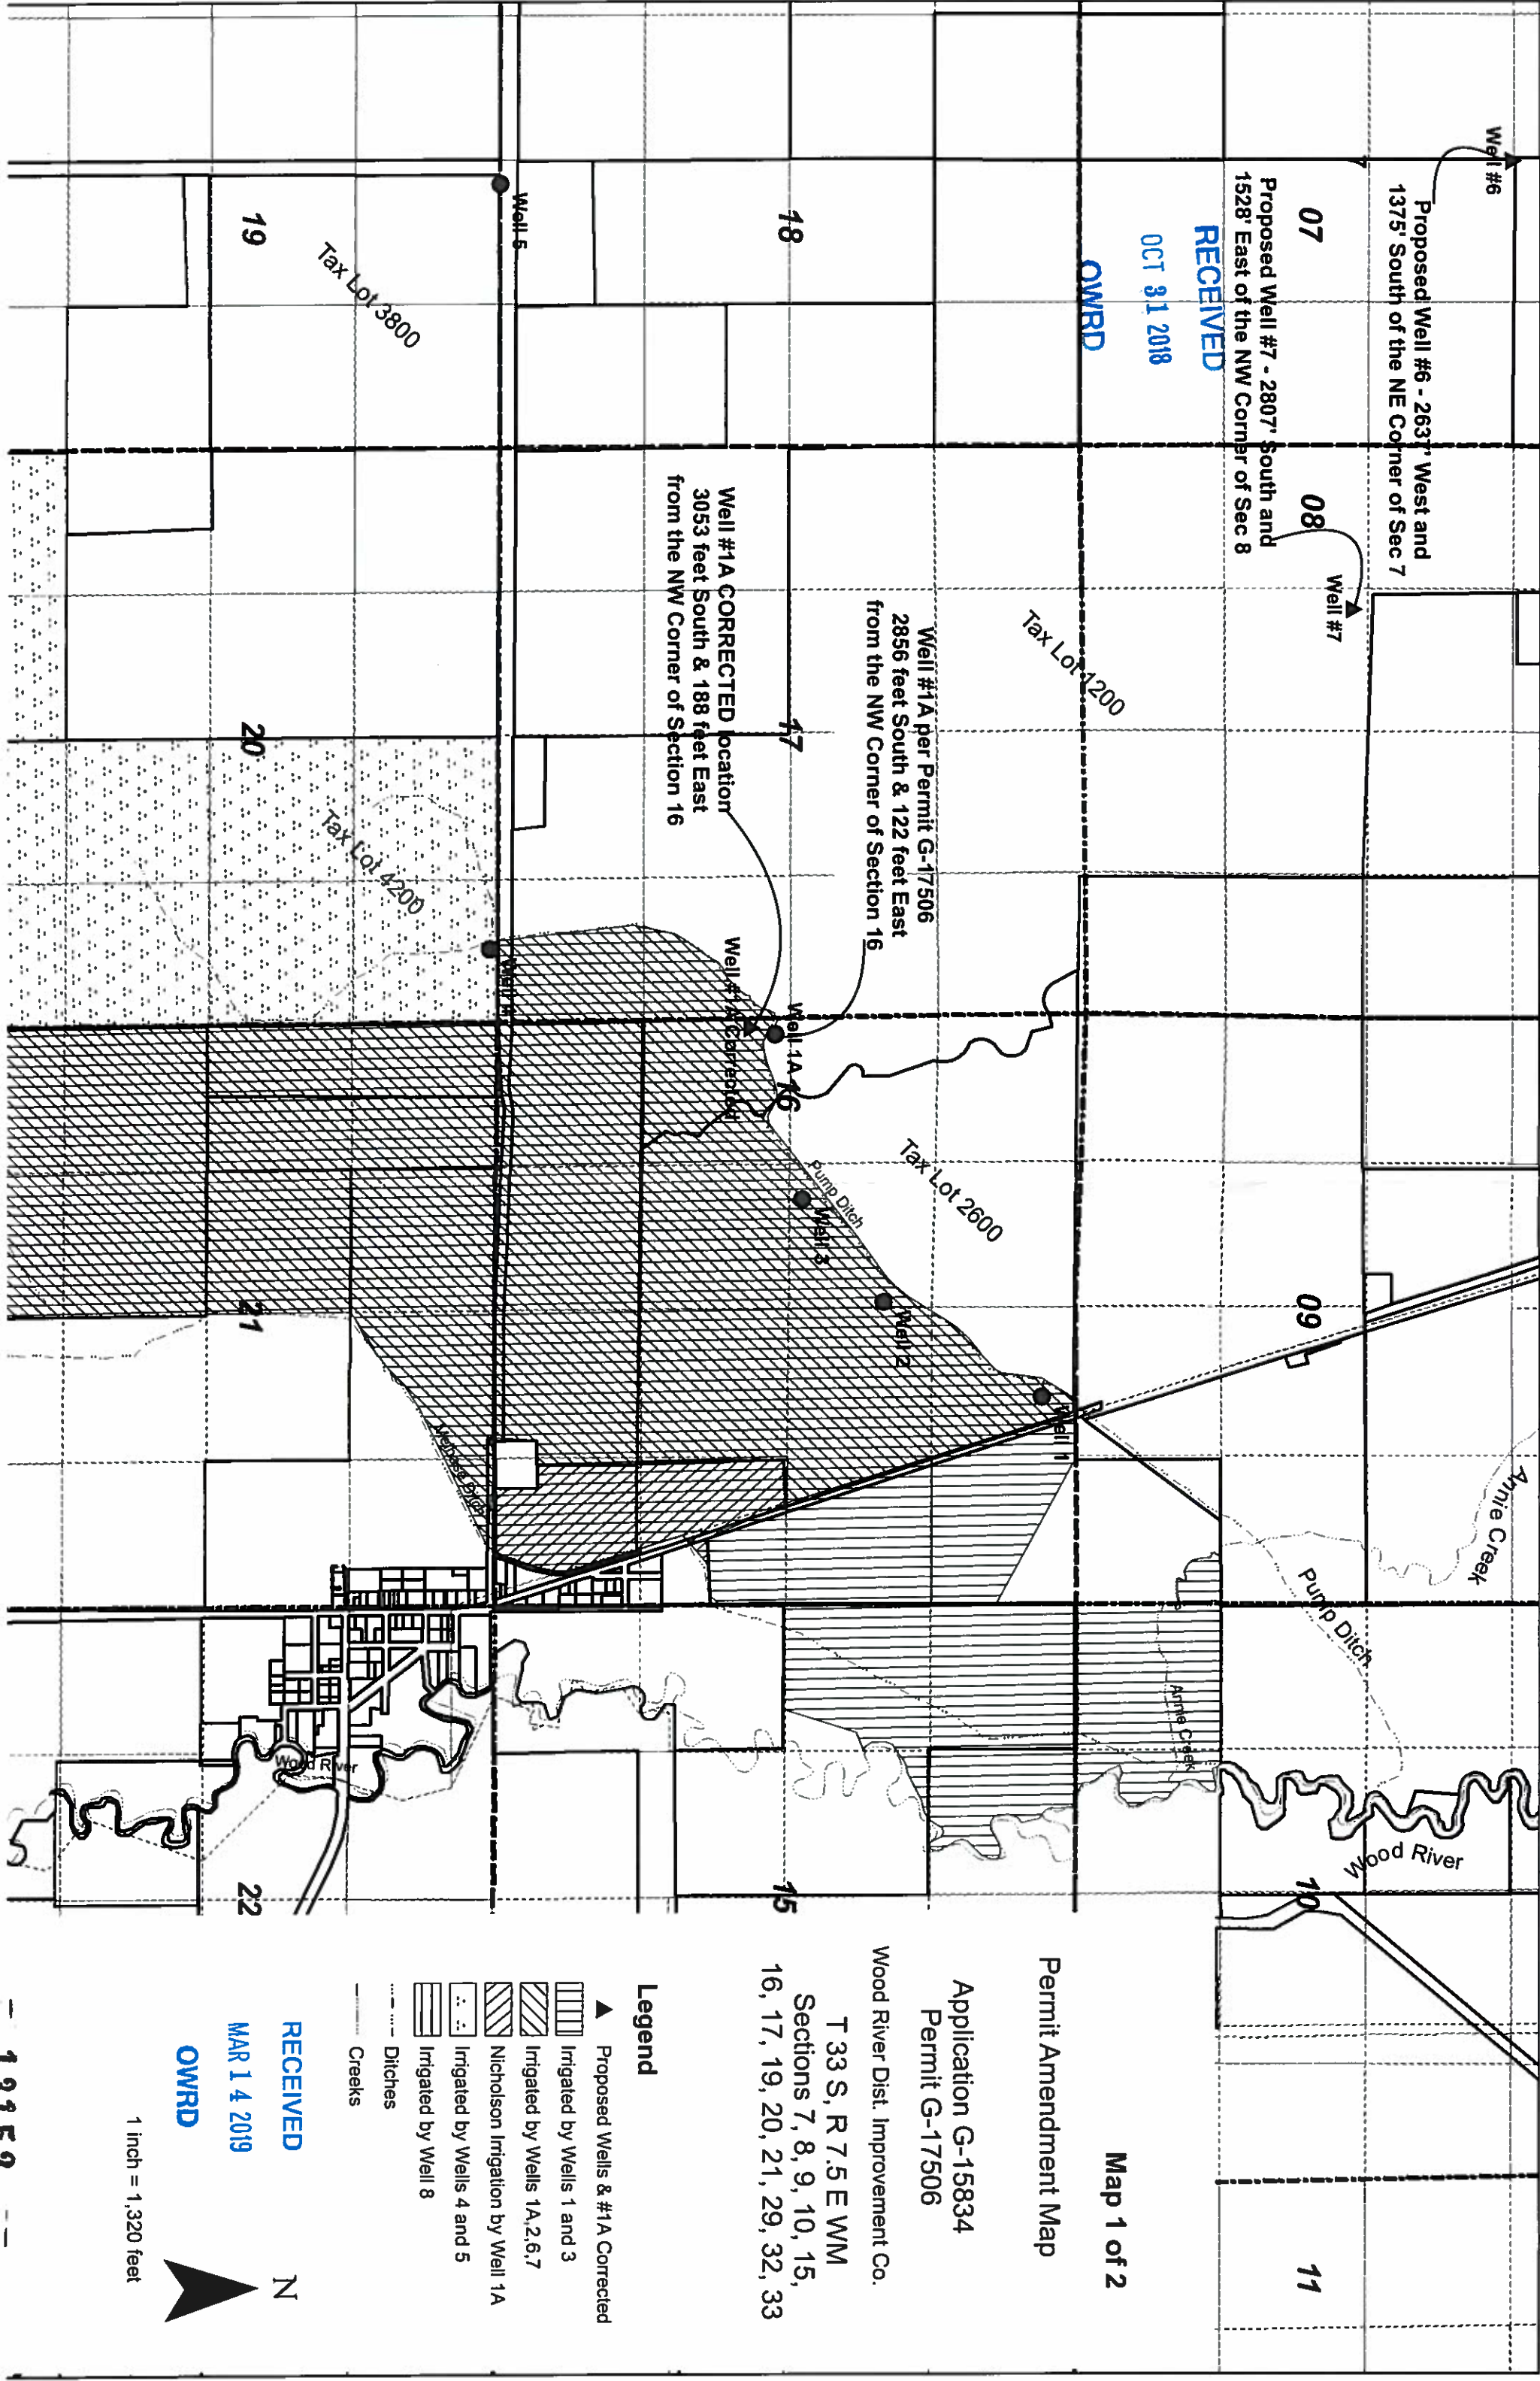 Well #6
Proposed Well #6 - 2637' West and
1375' South of the NE Corner of Sec 7
07
Proposed Well #7 - 2807' South and
1528' East of the NW Corner of Sec 8
08
Well #7
RECEIVED
OCT 31 2018
OWRD
Tax Lot 1200
09
Annie Creek
Pump Ditch
Annie Creek
Wood River
10
11
18
17
Well #1A per Permit G-17506
2856 feet South & 122 feet East
from the NW Corner of Section 16
Well #1A CORRECTED location
3053 feet South & 188 feet East
from the NW Corner of Section 16
Well 1A
16
Well #1A Corrected
Tax Lot 2600
Pump Ditch
Well 3
Well 2
Well 1
15
Well 5
19
Tax Lot 3800
20
Tax Lot 4200
21
Wood River
22
Map 1 of 2
Permit Amendment Map
Application G-15834
Permit G-17506
Wood River Dist. Improvement Co.
T 33 S, R 7.5 E WM
Sections 7, 8, 9, 10, 15,
16, 17, 19, 20, 21, 29, 32, 33
Legend
Proposed Wells & #1A Corrected
Irrigated by Wells 1 and 3
Irrigated by Wells 1A,2,6,7
Nicholson Irrigation by Well 1A
Irrigated by Wells 4 and 5
Irrigated by Well 8
Ditches
Creeks
RECEIVED
MAR 14 2019
OWRD
N
1 inch = 1,320 feet